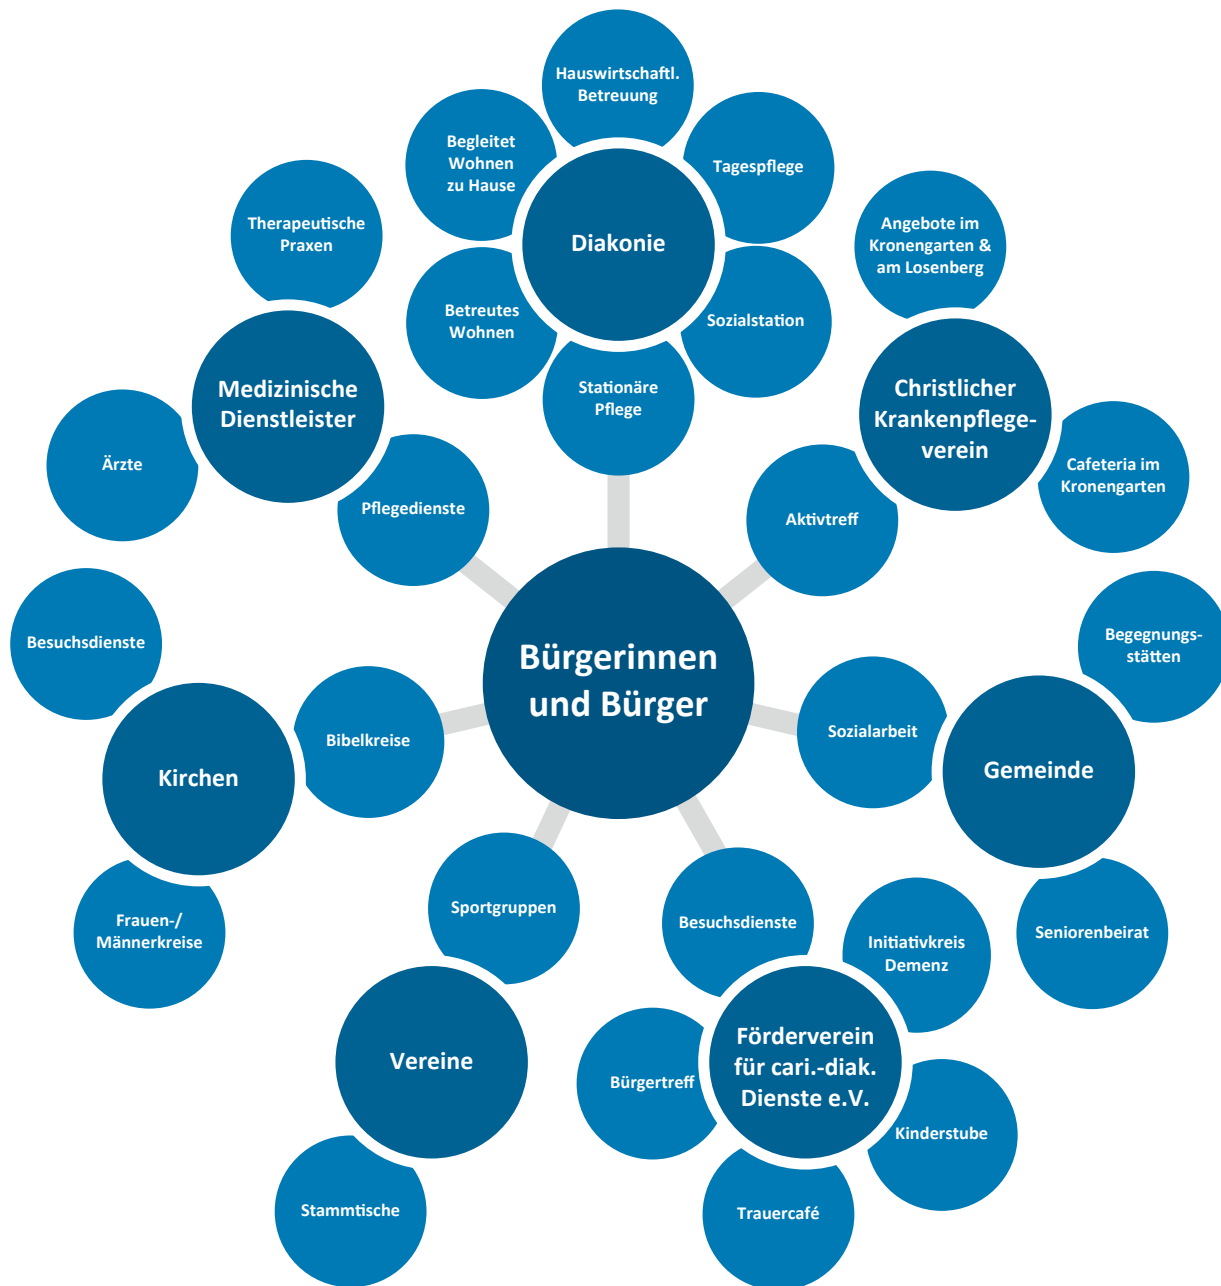 Hauswirtschaftl.
Betreuung
Begleitet
Wohnen
zu Hause
Tagespflege
Diakonie
Betreutes
Wohnen
Sozialstation
Stationäre
Pflege
Therapeutische
Praxen
Medizinische
Dienstleister
Ärzte
Pflegedienste
Angebote im
Kronengarten &
am Losenberg
Christlicher
Krankenpflege-
verein
Cafeteria im
Kronengarten
Aktivtreff
Bürgerinnen
und Bürger
Besuchsdienste
Bibelkreise
Kirchen
Frauen-/
Männerkreise
Begegnungs-
stätten
Sozialarbeit
Gemeinde
Seniorenbeirat
Sportgruppen
Vereine
Stammtische
Besuchsdienste
Initiativkreis
Demenz
Förderverein
für cari.-diak.
Dienste e.V.
Bürgertreff
Kinderstube
Trauercafé